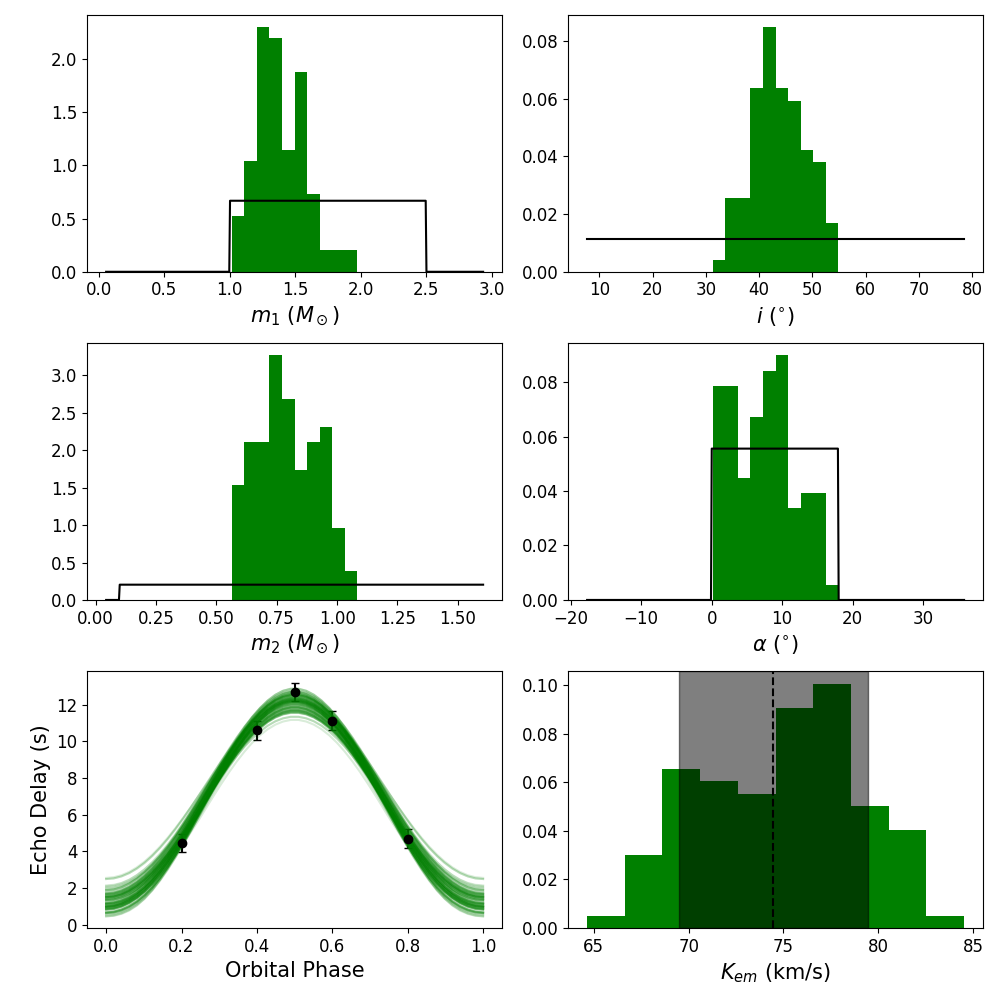 2.0
1.5
1.0
0.5
0.0
0.0 0.5 1.0 1.5 2.0 2.5 3.0
m₁ (M⊙)
0.08
0.06
0.04
0.02
0.00
10 20 30 40 50 60 70 80
i (°)
3.0
2.5
2.0
1.5
1.0
0.5
0.0
0.00 0.25 0.50 0.75 1.00 1.25 1.50
m₂ (M⊙)
0.08
0.06
0.04
0.02
0.00
−20 −10 0 10 20 30
α (°)
Echo Delay (s)
12
10
8
6
4
2
0
0.0 0.2 0.4 0.6 0.8 1.0
Orbital Phase
0.10
0.08
0.06
0.04
0.02
0.00
65 70 75 80 85
Kₑₘ (km/s)